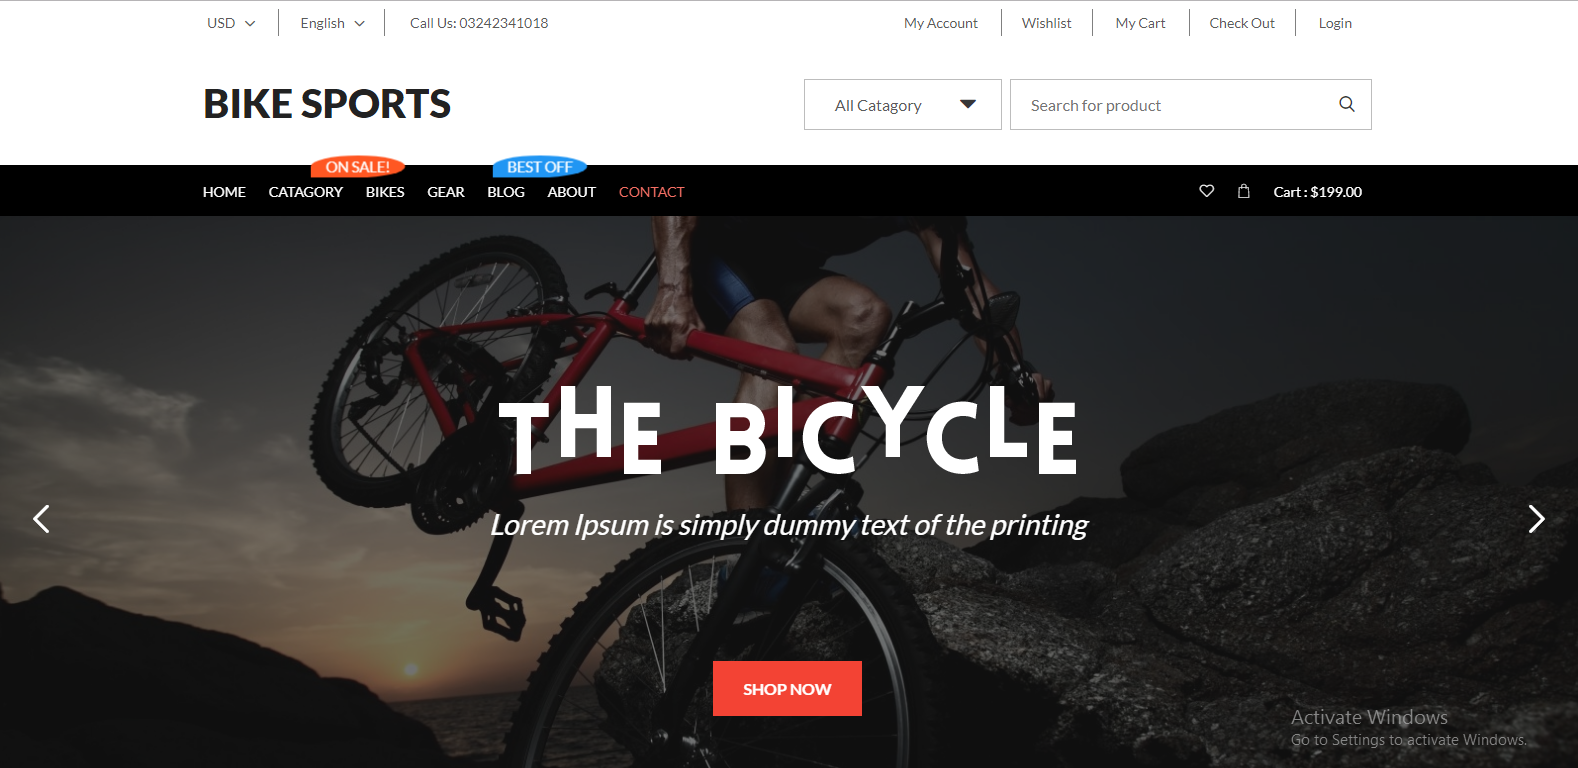 USD English Call Us: 03242341018 My Account Wishlist My Cart Check Out Login
BIKE SPORTS All Catagory Search for product
ON SALE! BEST OFF
HOME CATAGORY BIKES GEAR BLOG ABOUT CONTACT Cart : $199.00
THE BICYCLE
Lorem Ipsum is simply dummy text of the printing
SHOP NOW
Activate Windows
Go to Settings to activate Windows.